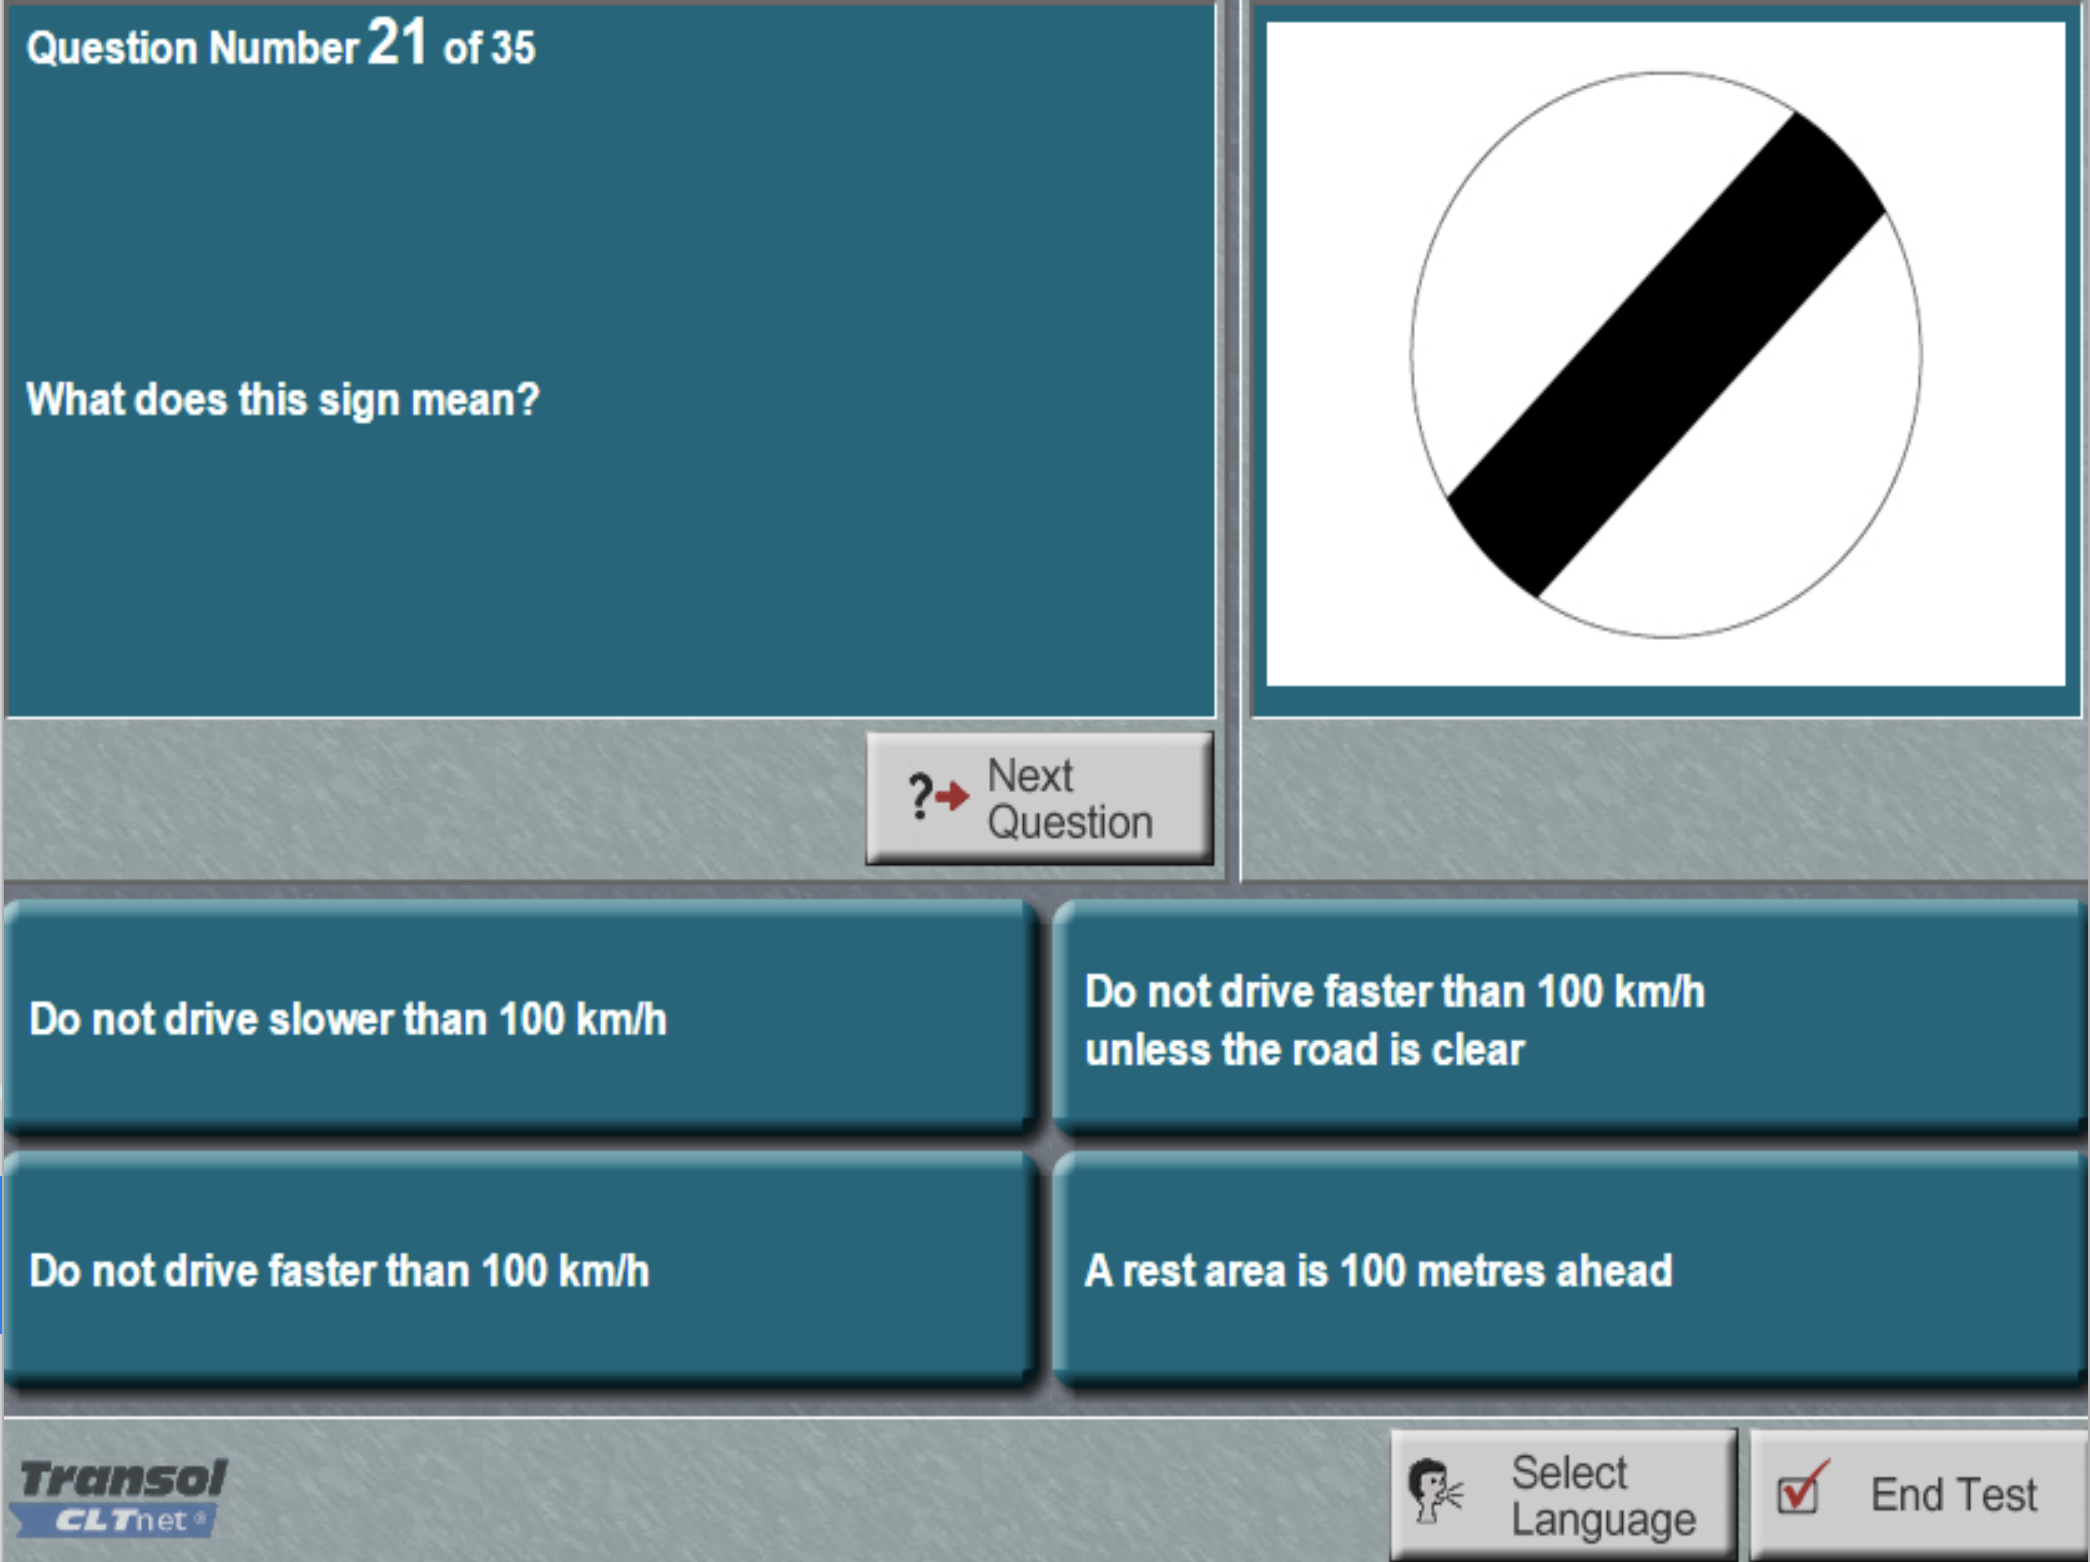 Question Number 21 of 35
What does this sign mean?
Next
Question
Do not drive slower than 100 km/h
Do not drive faster than 100 km/h
unless the road is clear
Do not drive faster than 100 km/h
A rest area is 100 metres ahead
Transol
CLTnet®
Select
Language
End Test